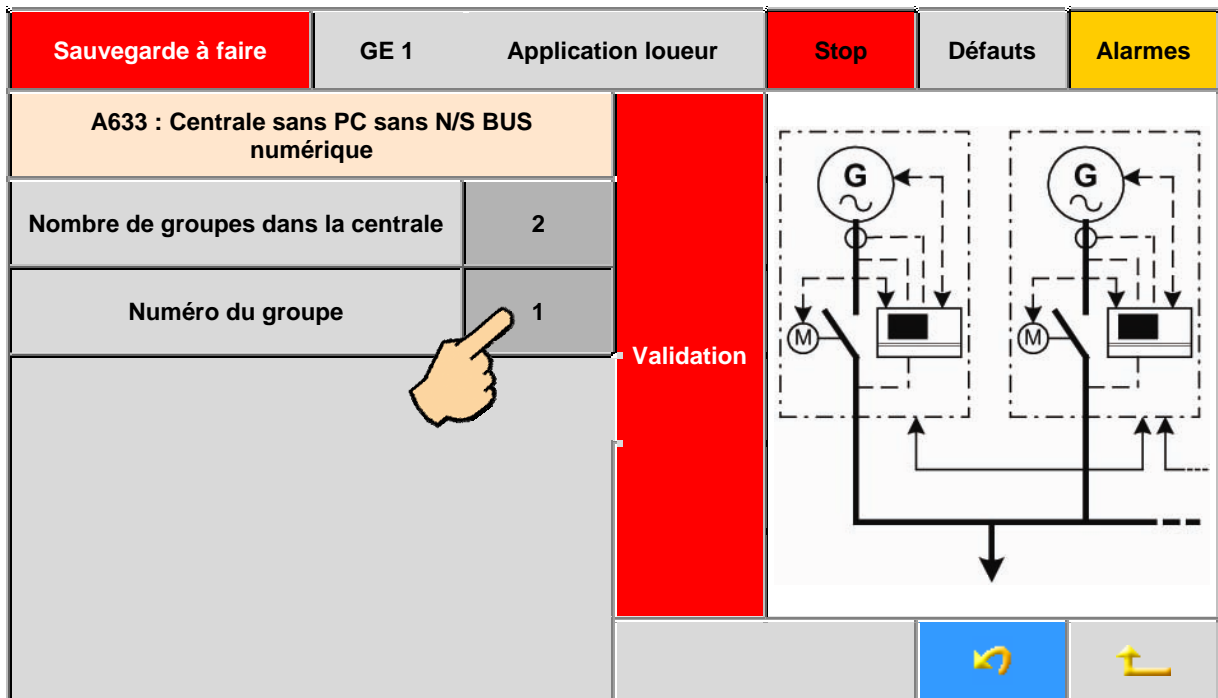 Sauvegarde à faire
GE 1
Application loueur
Stop
Défauts
Alarmes
A633 : Centrale sans PC sans N/S BUS
numérique
Nombre de groupes dans la centrale
2
Numéro du groupe
1
Validation
G
G
M
M